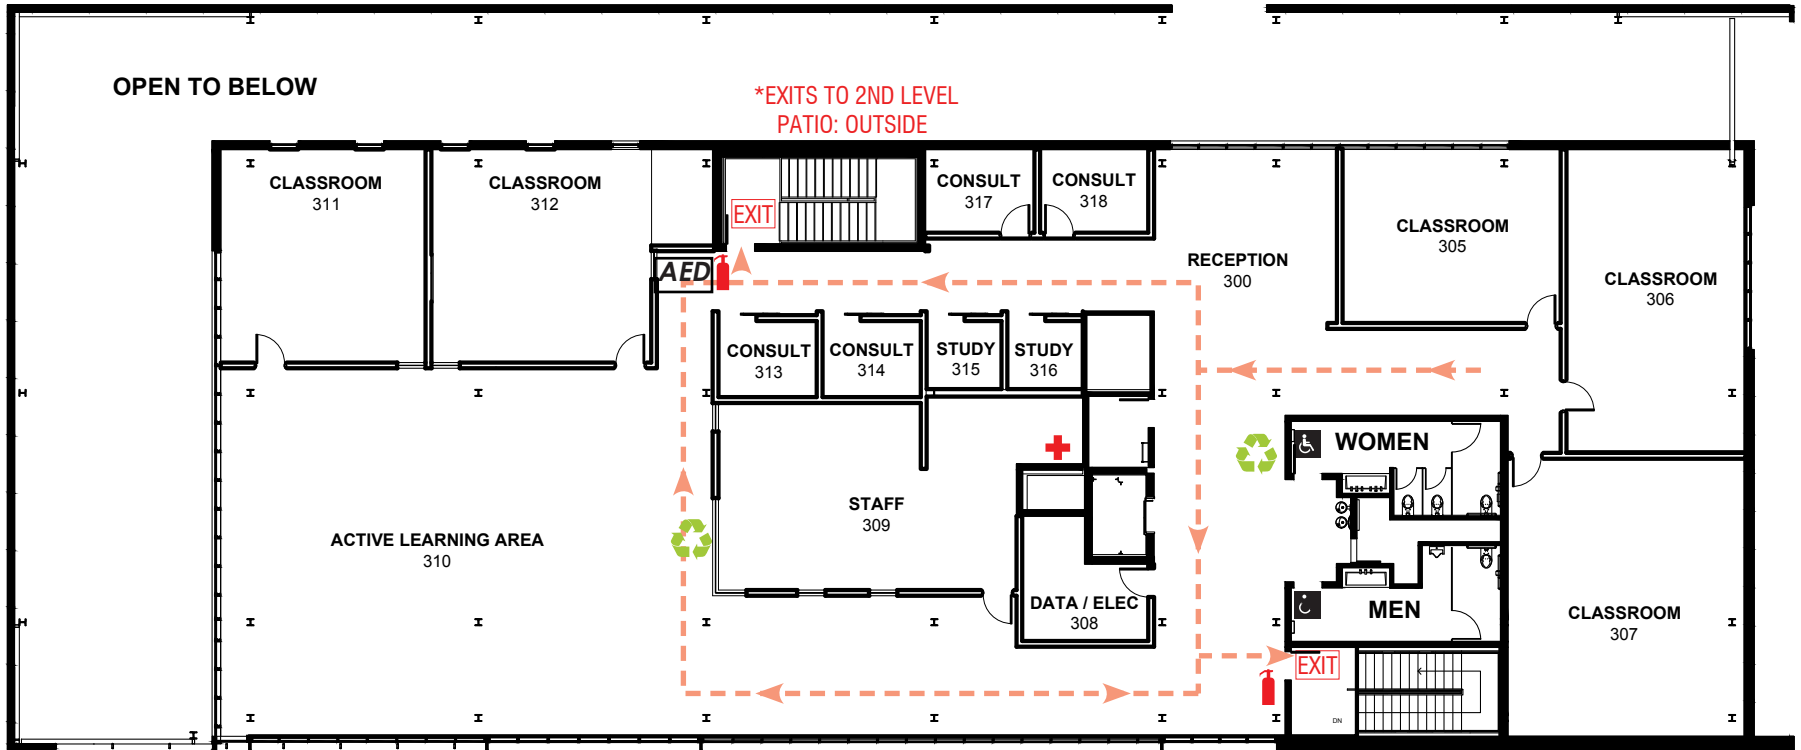 OPEN TO BELOW
*EXITS TO 2ND LEVEL
PATIO: OUTSIDE
CLASSROOM
311
CLASSROOM
312
EXIT
CONSULT
317
CONSULT
318
CLASSROOM
305
RECEPTION
300
CLASSROOM
306
AED
CONSULT
313
CONSULT
314
STUDY
315
STUDY
316
WOMEN
STAFF
309
ACTIVE LEARNING AREA
310
DATA / ELEC
308
MEN
CLASSROOM
307
EXIT
DN